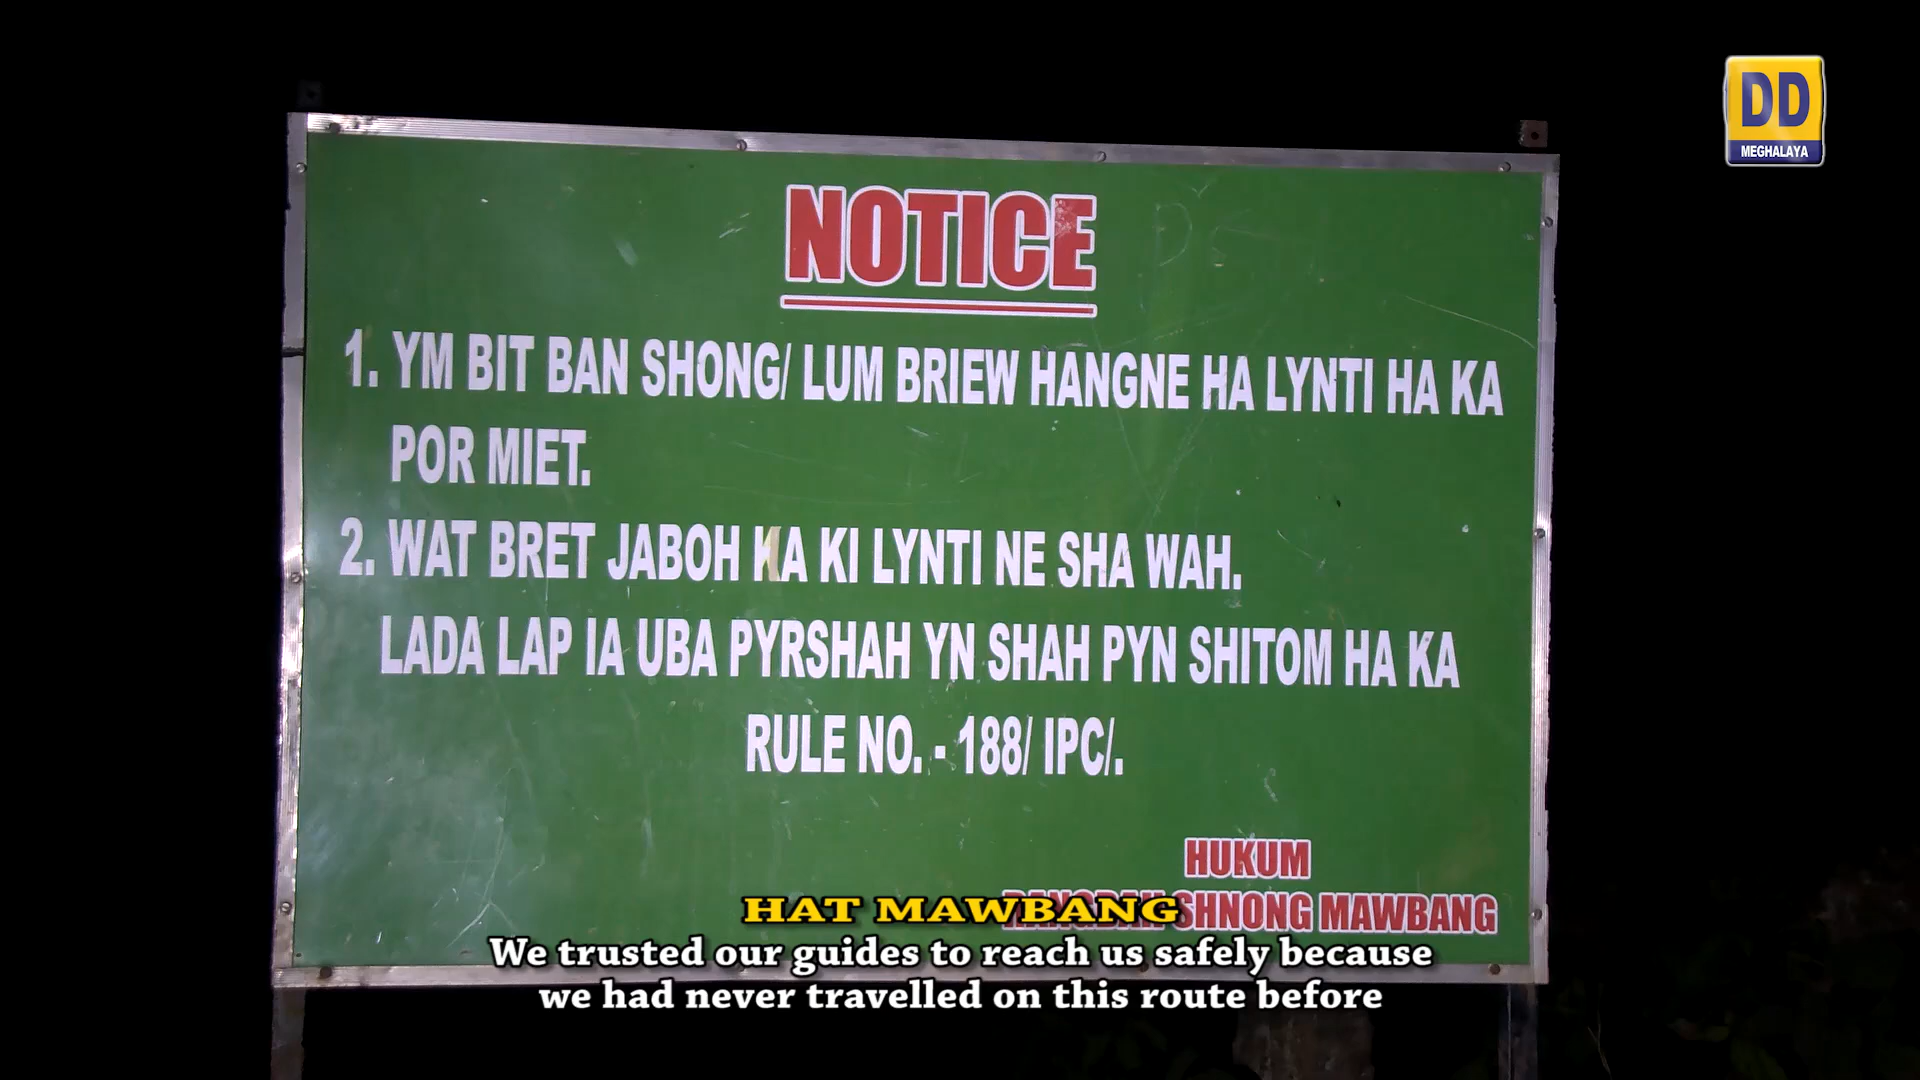 DD
MEGHALAYA
NOTICE
1. YM BIT BAN SHONG/ LUM BRIEW HANGNE HA LYNTI HA KA
POR MIET.
2. WAT BRET JABOH KA KI LYNTI NE SHA WAH.
LADA LAP IA UBA PYRSHAH YN SHAH PYN SHITOM HA KA
RULE NO. - 188/ IPC/.
HUKUM
SHNONG MAWBANG
HAT MAWBANG
We trusted our guides to reach us safely because
we had never travelled on this route before